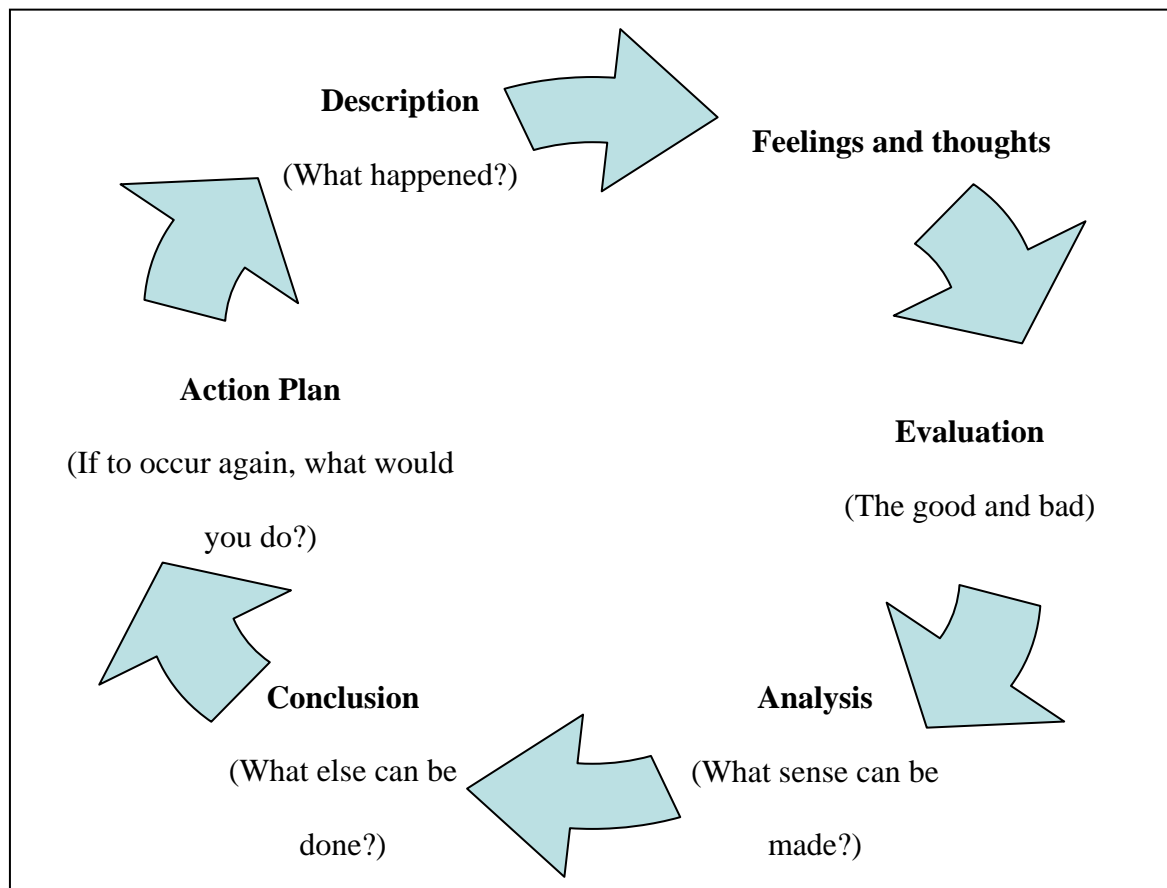 Description
(What happened?)
Feelings and thoughts
Evaluation
(The good and bad)
Analysis
(What sense can be
made?)
Conclusion
(What else can be
done?)
Action Plan
(If to occur again, what would
you do?)